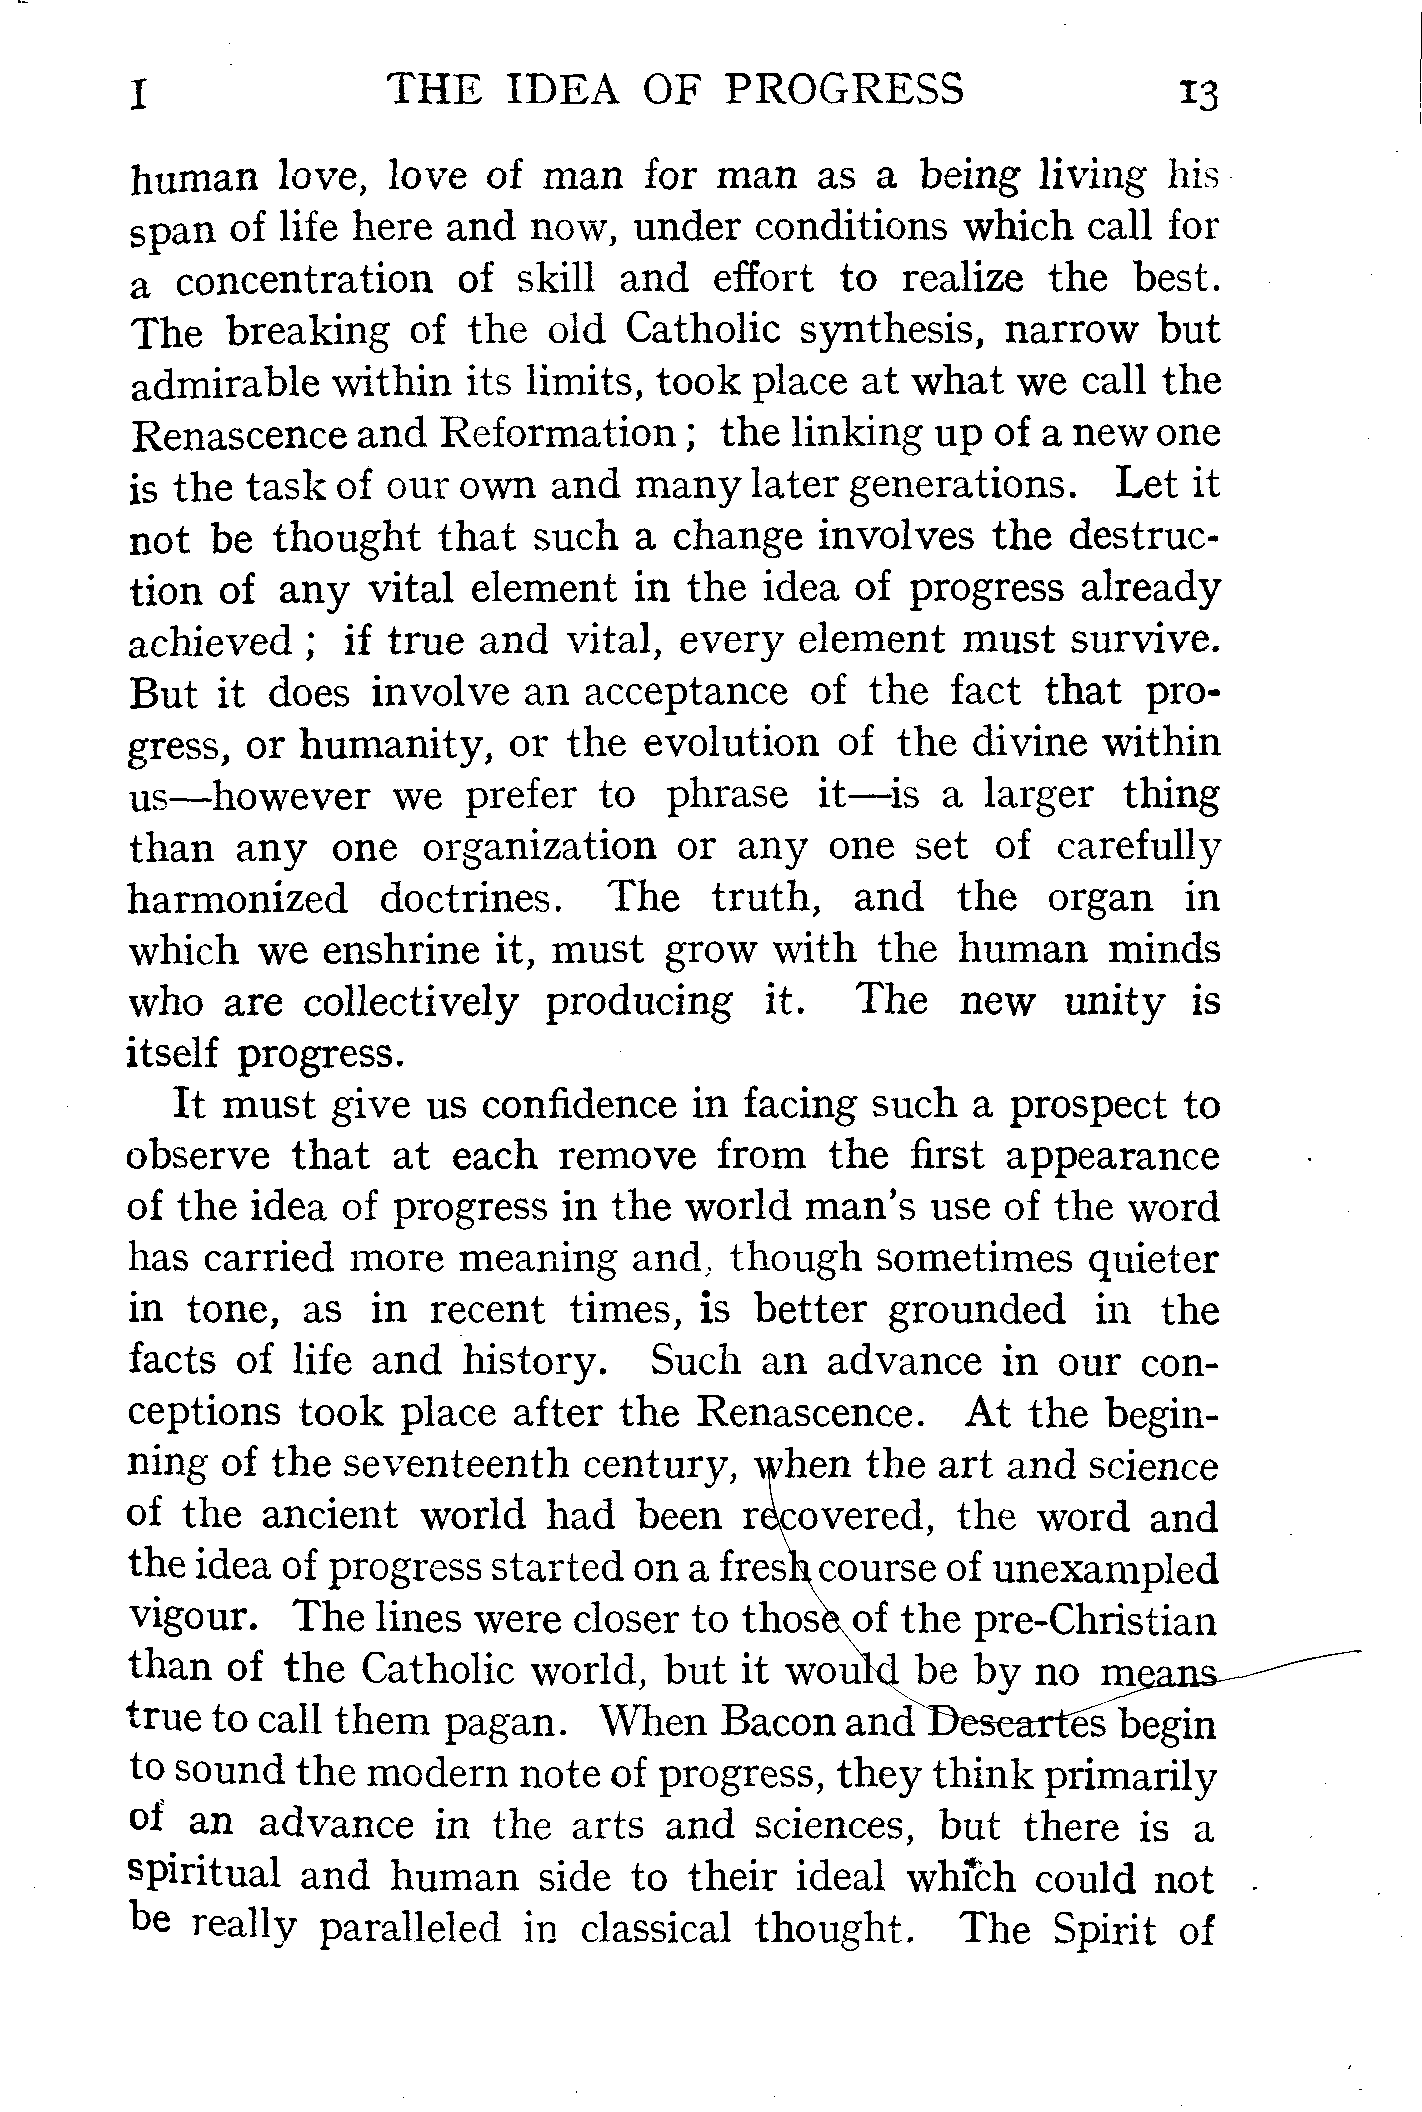 I THE IDEA OF PROGRESS 13
human love, love of man for man as a being living his
span of life here and now, under conditions which call for
a concentration of skill and effort to realize the best.
The breaking of the old Catholic synthesis, narrow but
admirable within its limits, took place at what we call the
Renascence and Reformation ; the linking up of a new one
is the task of our own and many later generations. Let it
not be thought that such a change involves the destruc-
tion of any vital element in the idea of progress already
achieved ; if true and vital, every element must survive.
But it does involve an acceptance of the fact that pro-
gress, or humanity, or the evolution of the divine within
us—however we prefer to phrase it—is a larger thing
than any one organization or any one set of carefully
harmonized doctrines. The truth, and the organ in
which we enshrine it, must grow with the human minds
who are collectively producing it. The new unity is
itself progress.
It must give us confidence in facing such a prospect to
observe that at each remove from the first appearance
of the idea of progress in the world man's use of the word
has carried more meaning and, though sometimes quieter
in tone, as in recent times, is better grounded in the
facts of life and history. Such an advance in our con-
ceptions took place after the Renascence. At the begin-
ning of the seventeenth century, when the art and science
of the ancient world had been recovered, the word and
the idea of progress started on a fresh course of unexampled
vigour. The lines were closer to those of the pre-Christian
than of the Catholic world, but it would be by no means
true to call them pagan. When Bacon and Descartes begin
to sound the modern note of progress, they think primarily
of an advance in the arts and sciences, but there is a
spiritual and human side to their ideal which could not
be really paralleled in classical thought. The Spirit of